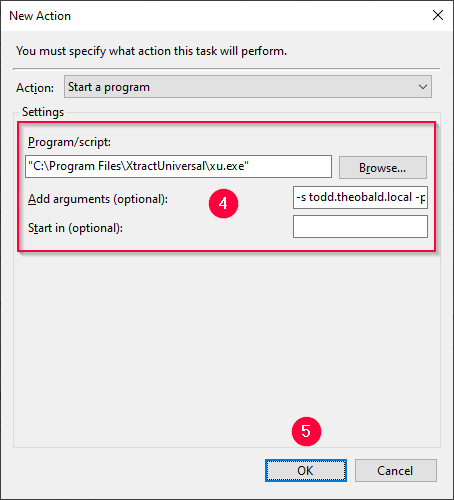 New Action
You must specify what action this task will perform.
Action: Start a program
Settings
Program/script:
"C:\Program Files\XtractUniversal\xu.exe" Browse...
Add arguments (optional): 4 -s todd.theobald.local -p
Start in (optional):
5
OK Cancel